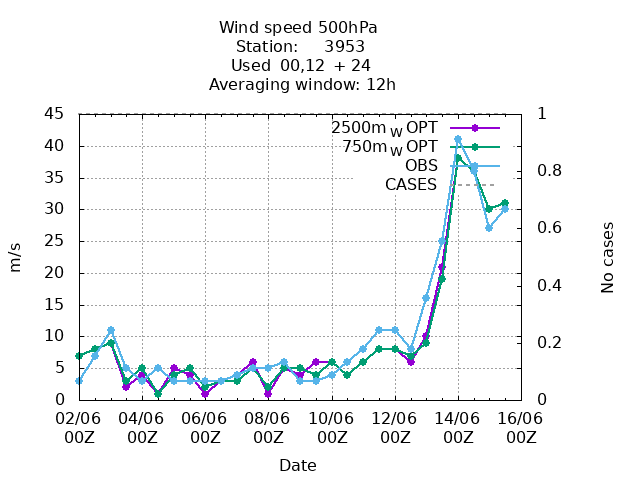 Wind speed 500hPa
Station: 3953
Used 00,12 + 24
Averaging window: 12h
45 1
2500m W OPT
40
750m W OPT
OBS
0.8
35
CASES
30
0.6
25
m/s
No cases
20
0.4
15
10
0.2
5
0 0
02/06 04/06 06/06 08/06 10/06 12/06 14/06 16/06
00Z 00Z 00Z 00Z 00Z 00Z 00Z 00Z
Date